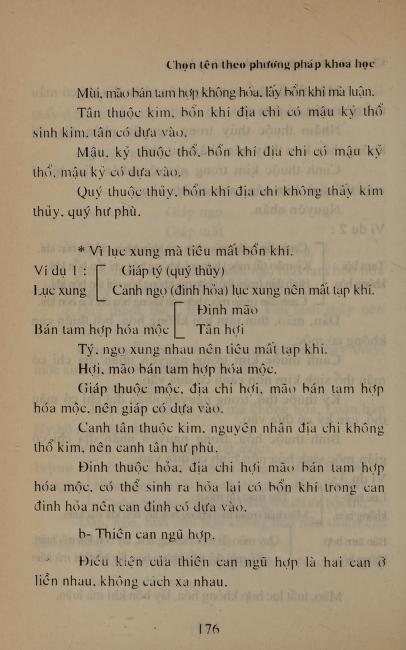 Chọn tên theo phương pháp khoa học
Mùi, mão bán tam hợp không hóa, lấy bổn khí mà luận.
Tân thuộc kim, bổn khí địa chi có mậu kỷ thổ
sinh kim, tân có dựa vào.
Mậu, kỷ thuộc thổ, bổn khí địa chi có mậu kỷ
thổ, mậu kỷ có dựa vào.
Quý thuộc thủy, bổn khí địa chi không thấy kim
thủy, quý hư phù.
* Vì lục xung mà tiêu mất bổn khí.
Ví dụ 1 : Giáp tý (quý thủy)
Lục xung Canh ngọ (đinh hỏa) lục xung nên mất tạp khí.
Đinh mão
Bán tam hợp hóa mộc Tân hợi
Tý, ngọ xung nhau nên tiêu mất tạp khí.
Hợi, mão bán tam hợp hóa mộc.
Giáp thuộc mộc, địa chi hợi, mão bán tam hợp
hóa mộc, nên giáp có dựa vào.
Canh tân thuộc kim, nguyên nhân địa chi không
thổ kim, nên canh tân hư phù.
Đinh thuộc hỏa, địa chi hợi mão bán tam hợp
hóa mộc, có thể sinh ra hỏa lại có bổn khí trong can
đinh hỏa nên can đinh có dựa vào.
b- Thiên can ngũ hợp.
Điều kiện của thiên can ngũ hợp là hai can ở
liền nhau, không cách xa nhau.
176